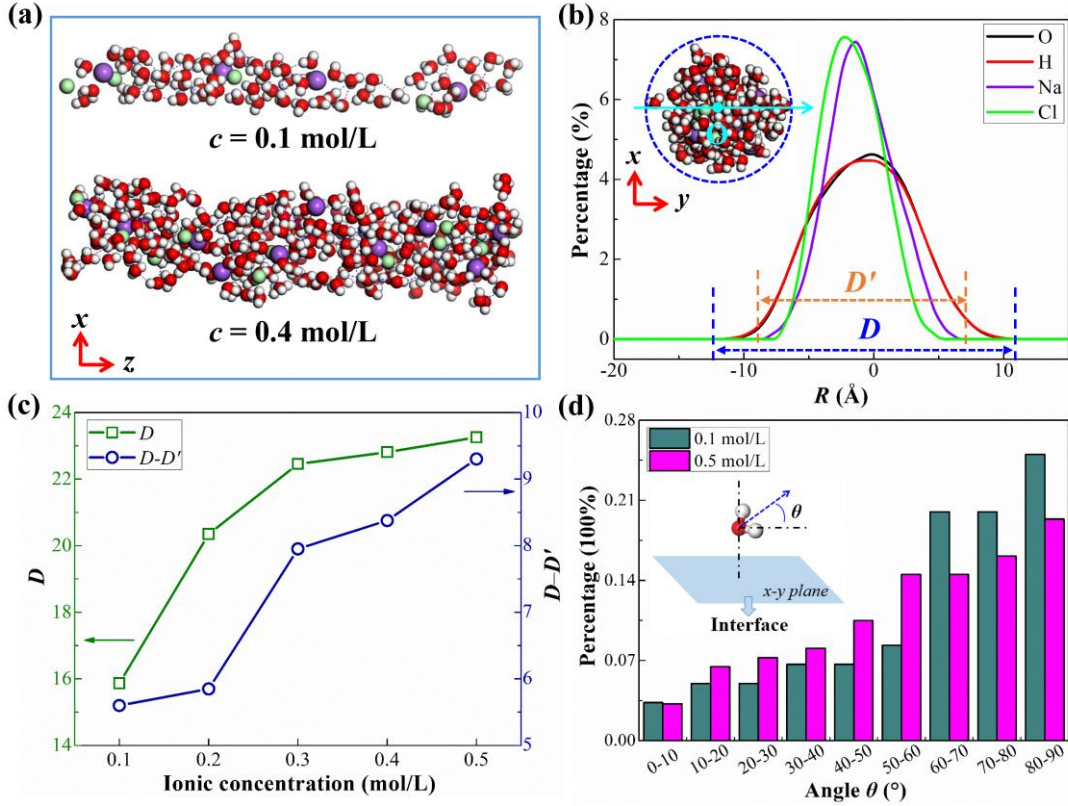 (a)
c = 0.1 mol/L
c = 0.4 mol/L
x
z
(b)
Percentage (%)
8
6
4
2
0
-20
-10
0
10
R (Å)
O
H
Na
Cl
O
x
y
D'
D
(c)
D
24
22
20
18
16
14
D
D-D'
10
9
8
7
6
5
D–D'
0.1
0.2
0.3
0.4
0.5
Ionic concentration (mol/L)
(d)
Percentage (100%)
0.28
0.21
0.14
0.07
0.00
0.1 mol/L
0.5 mol/L
θ
x-y plane
Interface
0-10
10-20
20-30
30-40
40-50
50-60
60-70
70-80
80-90
Angle θ (°)